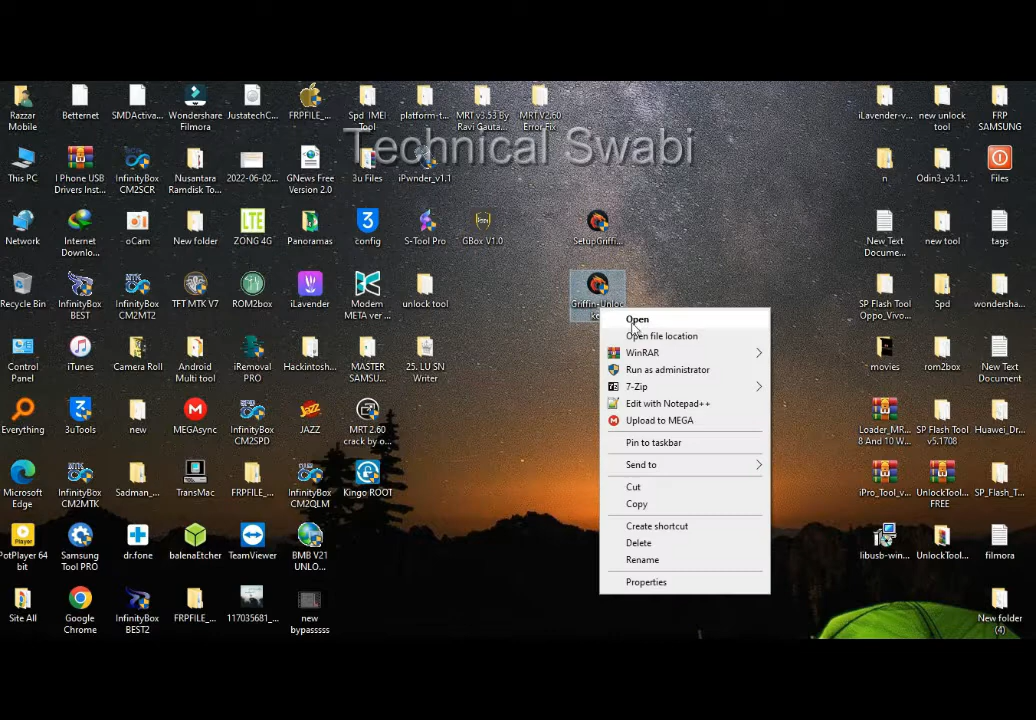 Technical Swabi
Razzar
Mobile
Betternet
SMDActiva...
Wondershare
Filmora
JustatechC...
FRPFILE_...
Spd IMEI
Tool
platform-t...
MRT v3.53 By
Ravi Gauta...
MRT V2.60
Error Fix
iLavender-v...
new unlock
tool
FRP
SAMSUNG
This PC
I Phone USB
Drivers Inst...
InfinityBox
CM2SCR
Nusantara
Ramdisk To...
2022-06-02...
GNews Free
Version 2.0
3u Files
iPwnder_v1.1
n
Odin3_v3.1...
Files
Network
Internet
Downlo...
oCam
New folder
ZONG 4G
LTE
Panoramas
config
S-Tool Pro
GBox V1.0
SetupGriffi...
New Text
Docume...
new tool
tags
Recycle Bin
InfinityBox
BEST
InfinityBox
CM2MT2
TFT MTK V7
ROM2box
iLavender
Modem
META ver ...
unlock tool
Griffin-Unloc
ke
SP Flash Tool
Oppo_Vivo...
Spd
wondersha...
Control
Panel
iTunes
Camera Roll
Android
Multi tool
iRemoval
PRO
Hackintosh...
MASTER
SAMSU...
25. LU SN
Writer
movies
rom2box
New Text
Document
Everything
3uTools
new
MEGAsync
InfinityBox
CM2SPD
JAZZ
MRT 2.60
crack by o...
Loader_MR...
8 And 10 W...
SP Flash Tool
v5.1708
Huawei_Dr...
Microsoft
Edge
InfinityBox
CM2MTK
Sadman_...
TransMac
FRPFILE_...
InfinityBox
CM2QLM
Kingo ROOT
iPro_Tool_v...
UnlockTool...
FREE
SP_Flash_T...
Player
PotPlayer 64
bit
Samsung
Tool PRO
dr.fone
balenaEtcher
TeamViewer
BMB V21
UNLO...
libusb-win...
UnlockTool...
filmora
Site All
Google
Chrome
InfinityBox
BEST2
FRPFILE_...
117035681_...
new
bypasssss
New folder
(4)
Open
Open file location
WinRAR
Run as administrator
7-Zip
Edit with Notepad++
Upload to MEGA
Pin to taskbar
Send to
Cut
Copy
Create shortcut
Delete
Rename
Properties